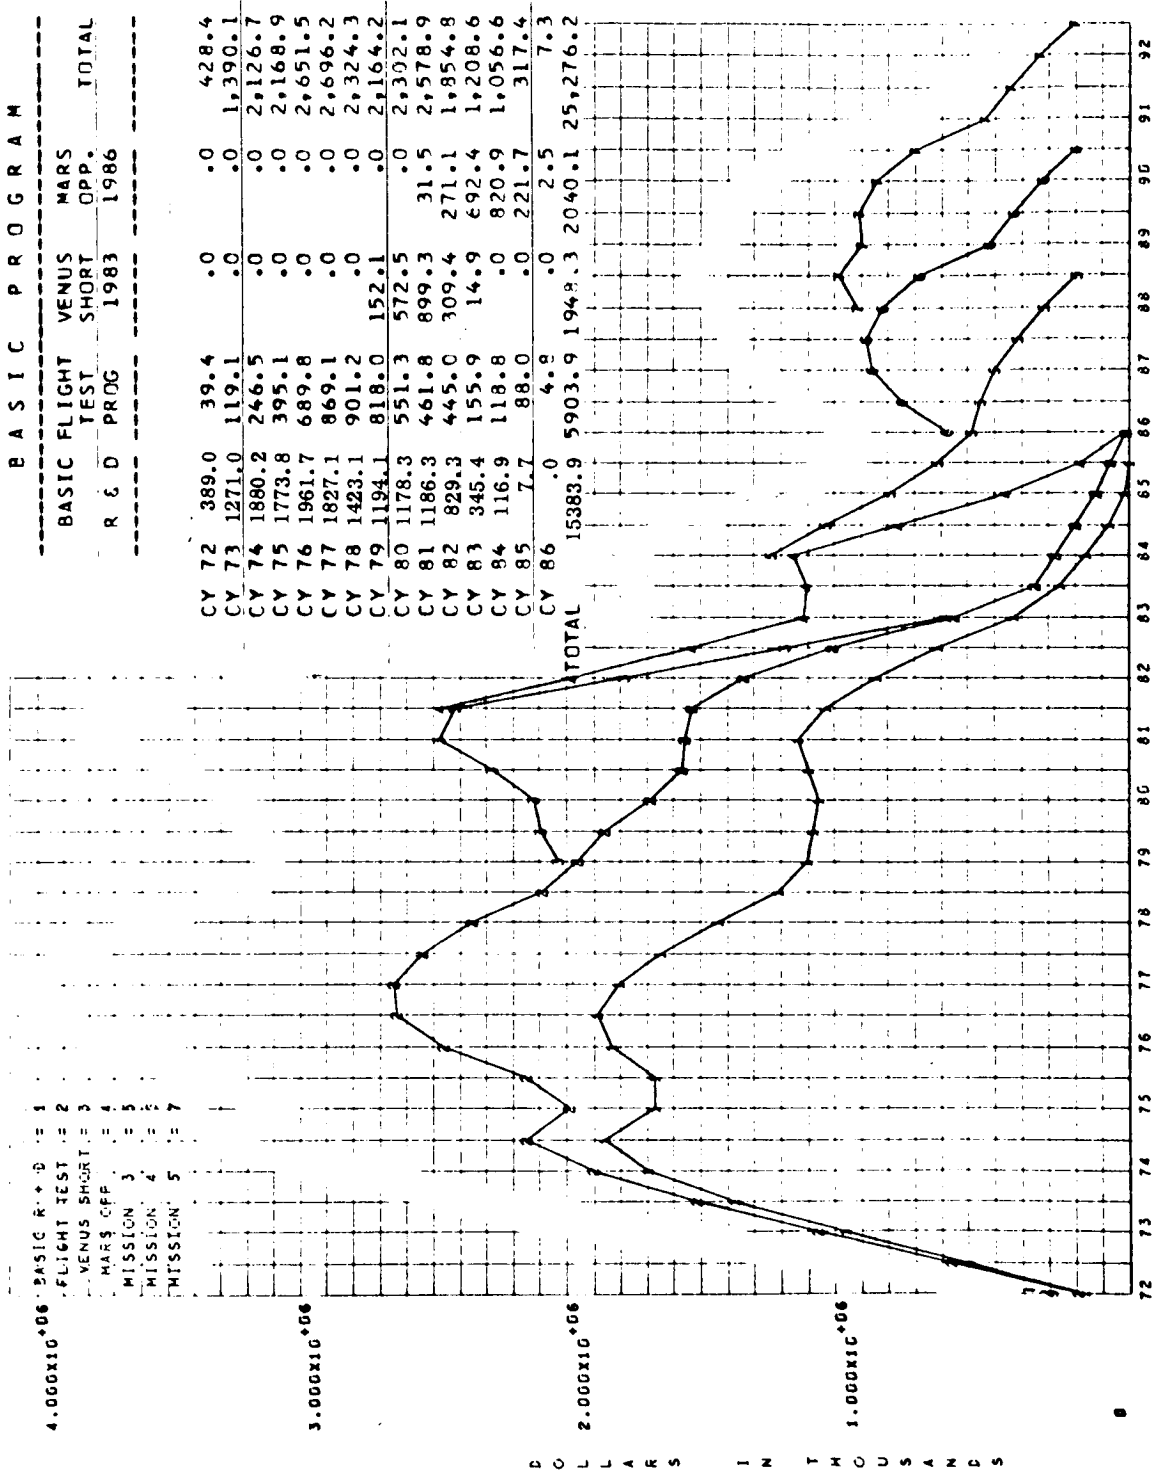 B A S I C   P R O G R A M
BASIC FLIGHT VENUS MARS
TEST SHORT OPP. TOTAL
R & D PROG 1983 1986
CY 72 389.0 39.4 .0 .0 428.4
CY 73 1271.0 119.1 .0 .0 1,390.1
CY 74 1880.2 246.5 .0 .0 2,126.7
CY 75 1773.8 395.1 .0 .0 2,168.9
CY 76 1961.7 689.8 .0 .0 2,651.5
CY 77 1827.1 869.1 .0 .0 2,696.2
CY 78 1423.1 901.2 .0 .0 2,324.3
CY 79 1194.1 818.0 152.1 .0 2,164.2
CY 80 1178.3 551.3 572.5 .0 2,302.1
CY 81 1186.3 461.8 899.3 31.5 2,578.9
CY 82 829.3 445.0 309.4 271.1 1,854.8
CY 83 345.4 155.9 14.9 692.4 1,208.6
CY 84 116.9 118.8 .0 820.9 1,056.6
CY 85 7.7 88.0 .0 221.7 317.4
CY 86 .0 4.8 .0 2.5 7.3
TOTAL 15383.9 5903.9 1948.3 2040.1 25,276.2
BASIC R + D = 1
FLIGHT TEST = 2
VENUS SHORT = 3
MARS OPP = 4
MISSION 3 = 5
MISSION 4 =
MISSION 5 = 7
4.000X10+06
3.000X10+06
2.000X10+06
1.000X10+06
0
D O L L A R S   I N   T H O U S A N D S
72 73 74 75 76 77 78 79 80 81 82 83 84 65 86 87 88 89 90 91 92